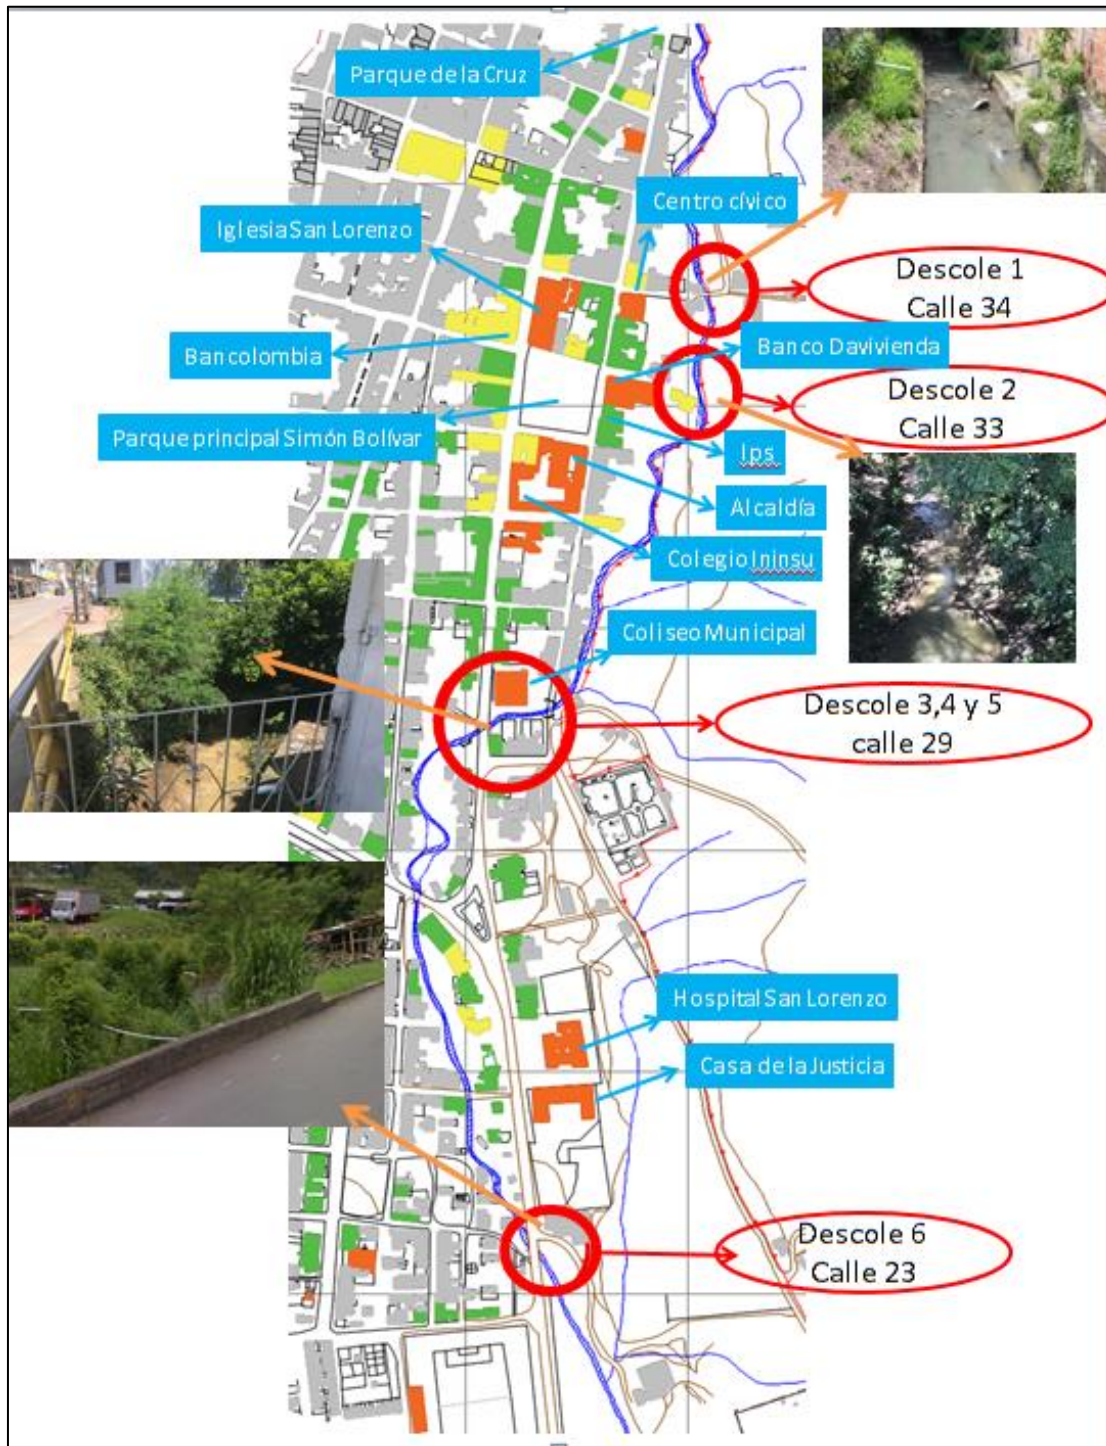 Parque de la Cruz
Centro cívico
Iglesia San Lorenzo
Descole 1
Calle 34
Bancolombia
Banco Davivienda
Descole 2
Calle 33
Parque principal Simón Bolívar
Ips
Alcaldía
Colegio Ininsu
Coliseo Municipal
Descole 3,4 y 5
calle 29
Hospital San Lorenzo
Casa de la Justicia
Descole 6
Calle 23